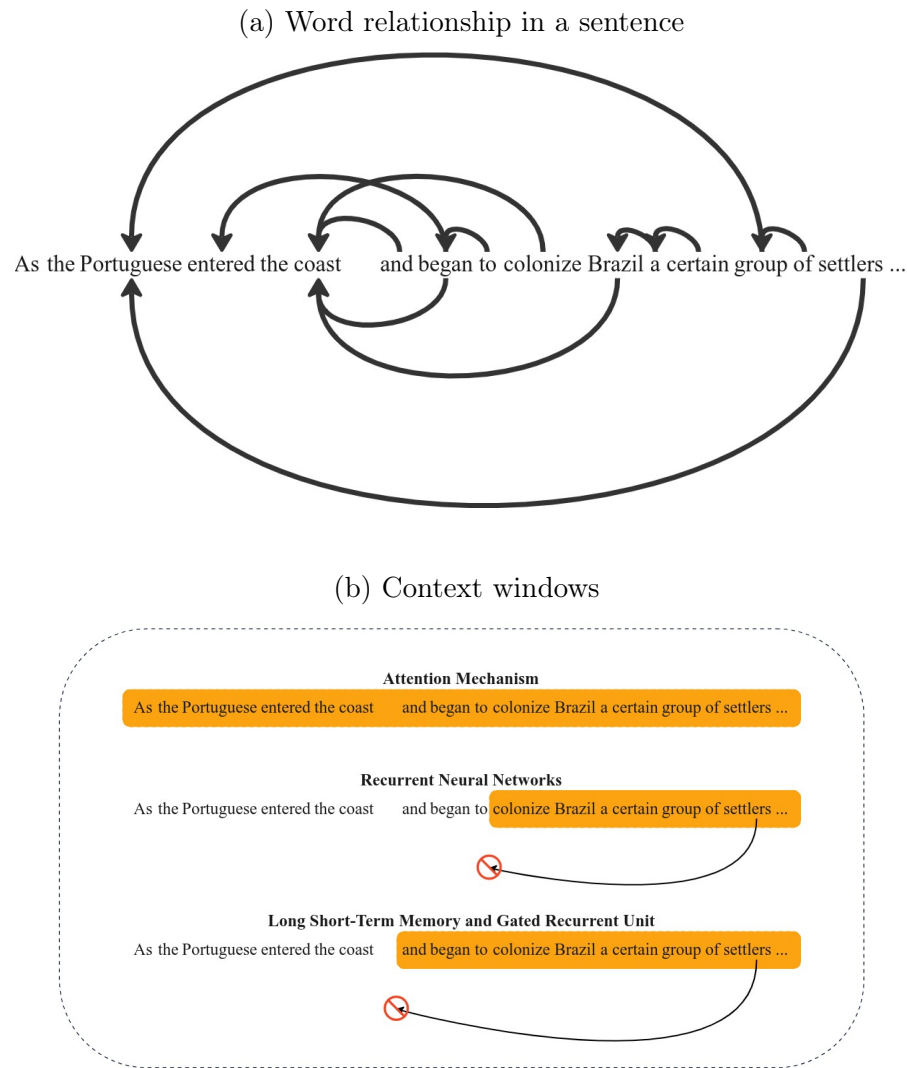 (a) Word relationship in a sentence
As the Portuguese entered the coast and began to colonize Brazil a certain group of settlers ...
(b) Context windows
Attention Mechanism
As the Portuguese entered the coast and began to colonize Brazil a certain group of settlers ...
Recurrent Neural Networks
As the Portuguese entered the coast and began to colonize Brazil a certain group of settlers ...
Long Short-Term Memory and Gated Recurrent Unit
As the Portuguese entered the coast and began to colonize Brazil a certain group of settlers ...